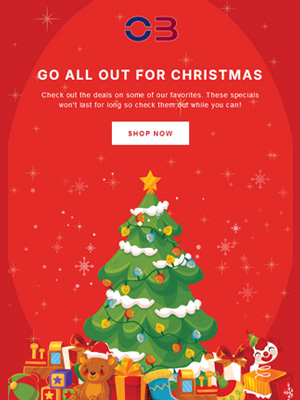 OB
GO ALL OUT FOR CHRISTMAS
Check out the deals on some of our favorites. These specials
won't last for long so check them out while you can!
SHOP NOW